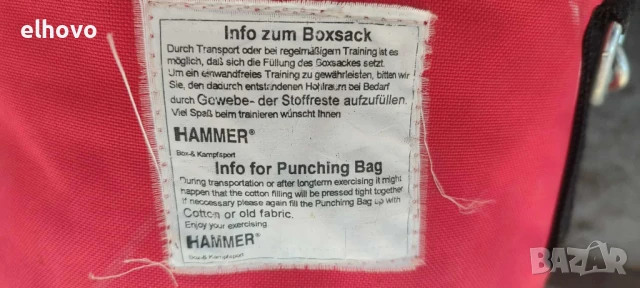 elhovo
Info zum Boxsack
Durch Transport oder bei regelmäßigem Training ist es
möglich, daß sich die Füllung des Boxsackes setzt.
Um ein einwandfreies Training zu gewährleisten, bitten wir
Sie, den dadurch entstandenen Hohlraum bei Bedarf
durch Gewebe- der Stoffreste aufzufüllen.
Viel Spaß beim trainieren wünscht Ihnen
HAMMER®
Box-& Kampfsport
Info for Punching Bag
During transportation or after longterm exercising it might
happen that the cotton filling will be pressed tight together
If neccessary please again fill the Punching Bag up with
Cotton or old fabric.
Enjoy your exercising
HAMMER®
Box-& Kampfsport
BAZAR